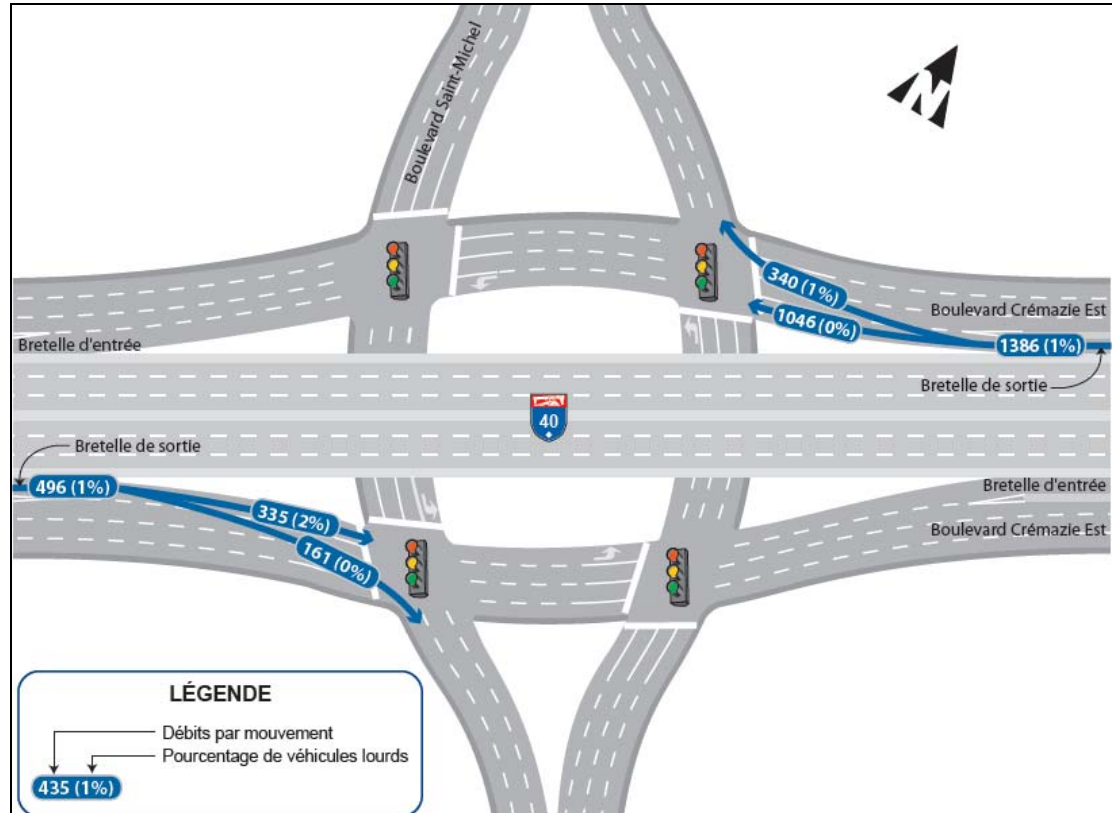 Boulevard Saint-Michel
N
340 (1%)
1046 (0%)
Boulevard Crémazie Est
1386 (1%)
Bretelle d'entrée
Bretelle de sortie
40
Bretelle de sortie
496 (1%)
335 (2%)
161 (0%)
Bretelle d'entrée
Boulevard Crémazie Est
LÉGENDE
Débits par mouvement
Pourcentage de véhicules lourds
435 (1%)